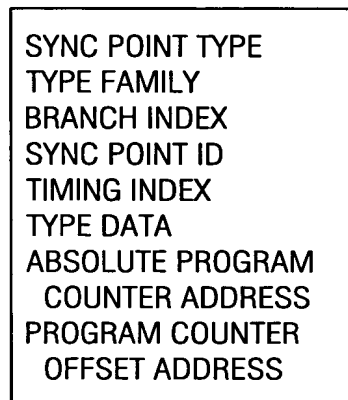 SYNC POINT TYPE
TYPE FAMILY
BRANCH INDEX
SYNC POINT ID
TIMING INDEX
TYPE DATA
ABSOLUTE PROGRAM
COUNTER ADDRESS
PROGRAM COUNTER
OFFSET ADDRESS